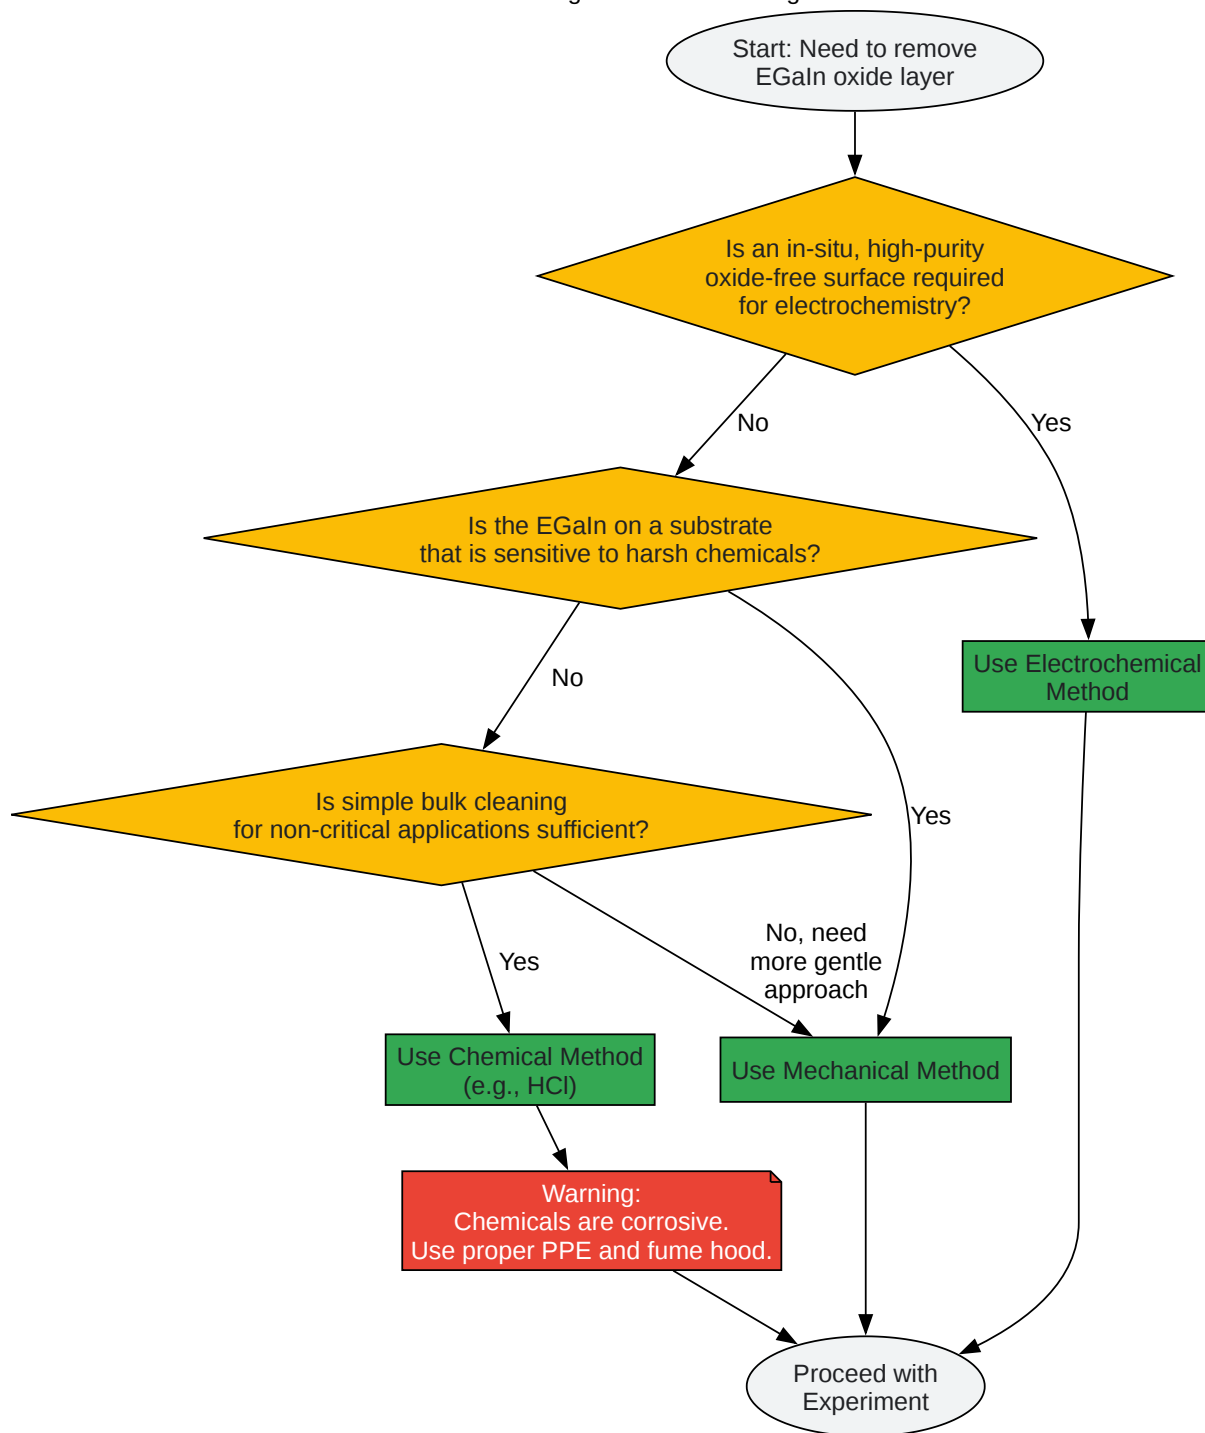 Start: Need to remove
EGaIn oxide layer
Is an in-situ, high-purity
oxide-free surface required
for electrochemistry?
No
Yes
Is the EGaIn on a substrate
that is sensitive to harsh chemicals?
No
Use Electrochemical
Method
Is simple bulk cleaning
for non-critical applications sufficient?
Yes
Yes
No, need
more gentle
approach
Use Chemical Method
(e.g., HCl)
Use Mechanical Method
Warning:
Chemicals are corrosive.
Use proper PPE and fume hood.
Proceed with
Experiment